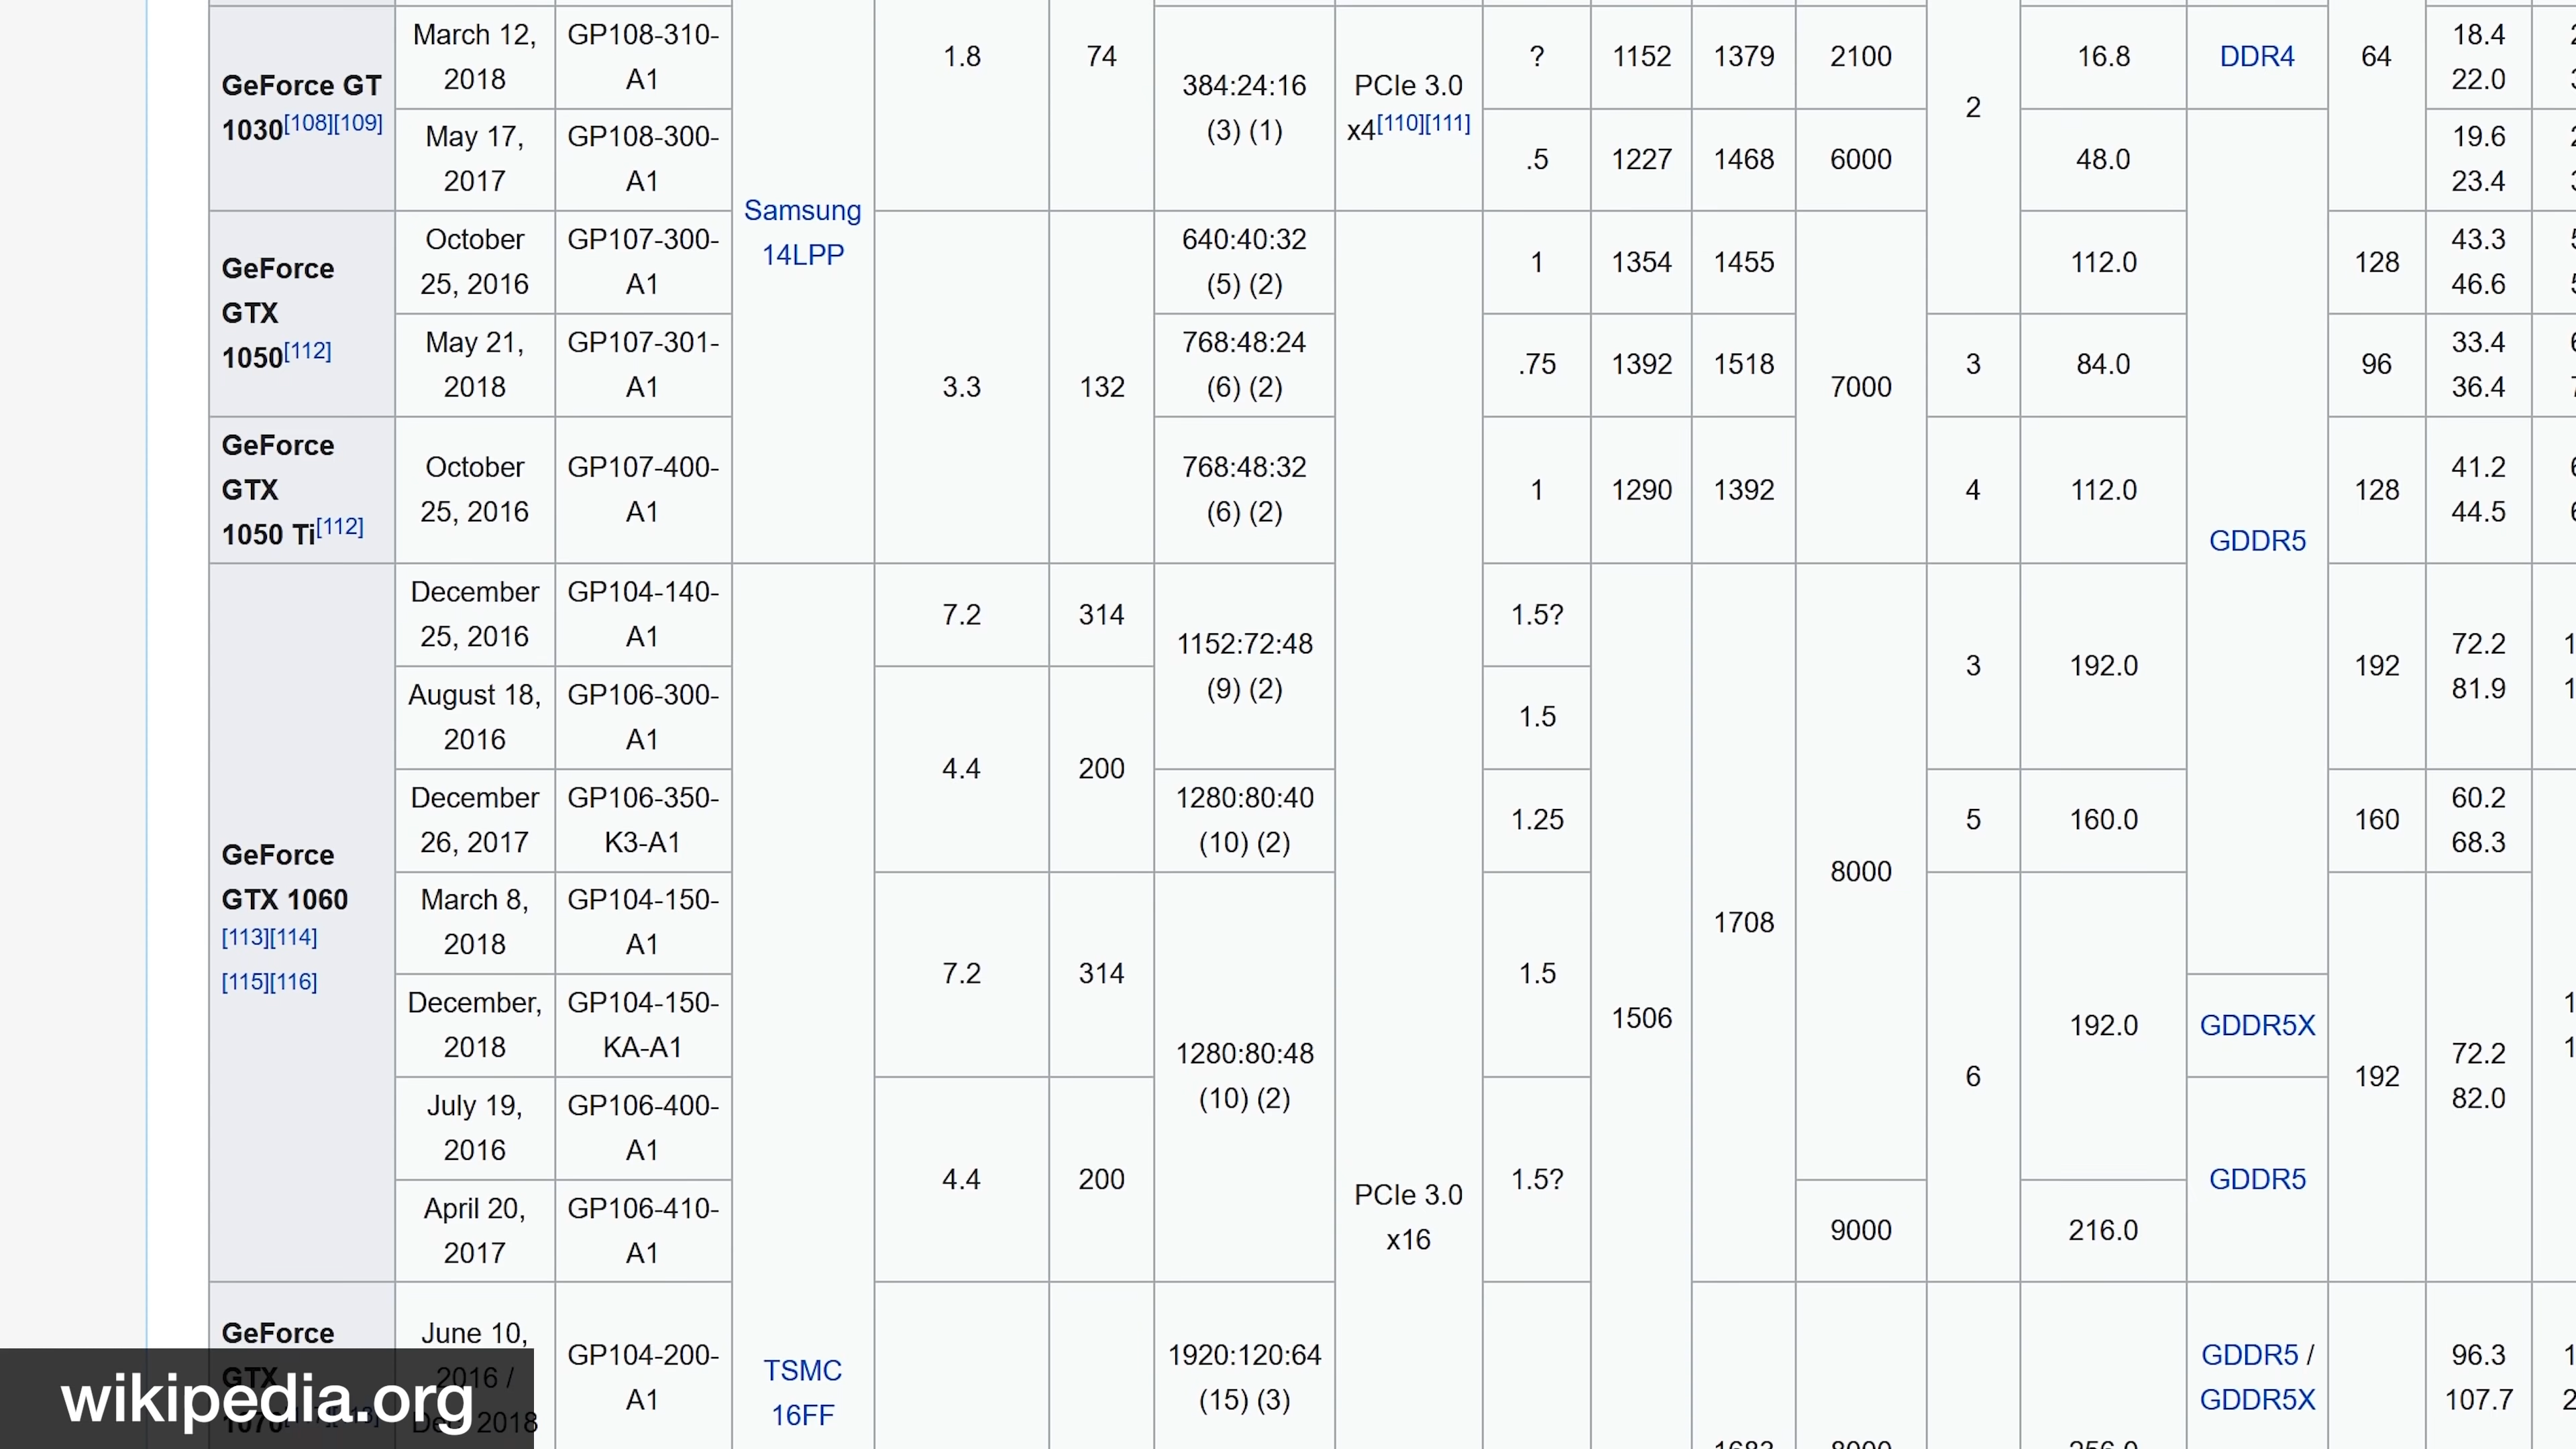 March 12,
2018
GP108-310-
A1
1.8
74
?
1152
1379
2100
16.8
DDR4
64
18.4
22.0
GeForce GT
1030[108][109]
384:24:16
(3) (1)
PCIe 3.0
x4[110][111]
2
May 17,
2017
GP108-300-
A1
.5
1227
1468
6000
48.0
19.6
23.4
Samsung
14LPP
GeForce
GTX
1050[112]
October
25, 2016
GP107-300-
A1
640:40:32
(5) (2)
1
1354
1455
112.0
128
43.3
46.6
May 21,
2018
GP107-301-
A1
3.3
132
768:48:24
(6) (2)
.75
1392
1518
7000
3
84.0
96
33.4
36.4
GeForce
GTX
1050 Ti[112]
October
25, 2016
GP107-400-
A1
768:48:32
(6) (2)
1
1290
1392
4
112.0
GDDR5
128
41.2
44.5
December
25, 2016
GP104-140-
A1
7.2
314
1152:72:48
(9) (2)
1.5?
3
192.0
192
72.2
81.9
August 18,
2016
GP106-300-
A1
4.4
200
1.5
December
26, 2017
GP106-350-
K3-A1
1280:80:40
(10) (2)
1.25
8000
5
160.0
160
60.2
68.3
GeForce
GTX 1060
[113][114]
[115][116]
March 8,
2018
GP104-150-
A1
7.2
314
1.5
1506
1708
December,
2018
GP104-150-
KA-A1
1280:80:48
(10) (2)
6
192.0
GDDR5X
192
72.2
82.0
July 19,
2016
GP106-400-
A1
4.4
200
1.5?
GDDR5
April 20,
2017
GP106-410-
A1
PCIe 3.0
x16
9000
216.0
GeForce
GTX
June 10,
2016 /
2018
GP104-200-
A1
TSMC
16FF
1920:120:64
(15) (3)
GDDR5 /
GDDR5X
96.3
107.7
wikipedia.org